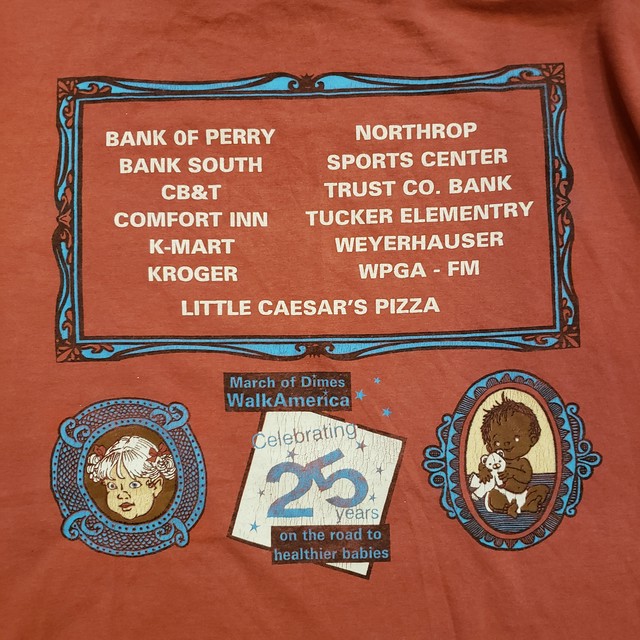 BANK 0F PERRY
BANK SOUTH
CB&T
COMFORT INN
K-MART
KROGER
NORTHROP
SPORTS CENTER
TRUST CO. BANK
TUCKER ELEMENTRY
WEYERHAUSER
WPGA - FM
LITTLE CAESAR'S PIZZA
March of Dimes
WalkAmerica
Celebrating
25
years
on the road to
healthier babies